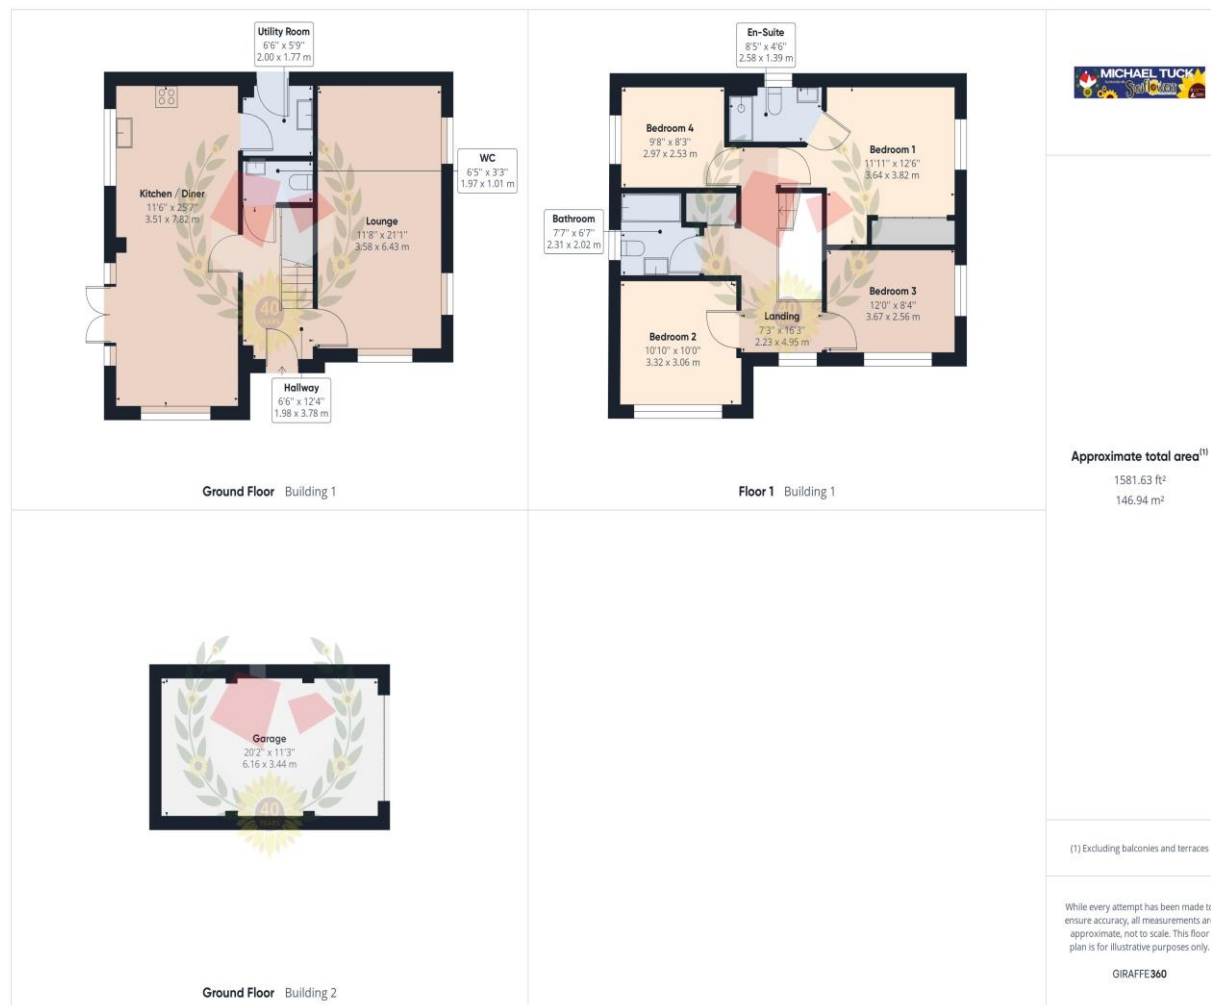 Utility Room
6'6" x 5'9"
2.00 x 1.77 m
WC
6'5" x 3'3"
1.97 x 1.01 m
Kitchen / Diner
11'6" x 25'7"
3.51 x 7.82 m
Lounge
11'8" x 21'1"
3.58 x 6.43 m
40
YEARS
Hallway
6'6" x 12'4"
1.98 x 3.78 m
Ground Floor Building 1
En-Suite
8'5" x 4'6"
2.58 x 1.39 m
Bedroom 4
9'8" x 8'3"
2.97 x 2.53 m
Bedroom 1
11'11" x 12'6"
3.64 x 3.82 m
Bathroom
7'7" x 6'7"
2.31 x 2.02 m
Bedroom 3
12'0" x 8'4"
3.67 x 2.56 m
Landing
7'3" x 16'3"
2.23 x 4.95 m
Bedroom 2
10'10" x 10'0"
3.32 x 3.06 m
40
Floor 1 Building 1
Garage
20'2" x 11'3"
6.16 x 3.44 m
40
YEARS
Ground Floor Building 2
MICHAEL TUCK
Sunflowers
Approximate total area(1)
1581.63 ft²
146.94 m²
(1) Excluding balconies and terraces
While every attempt has been made to
ensure accuracy, all measurements are
approximate, not to scale. This floor
plan is for illustrative purposes only.
GIRAFFE360